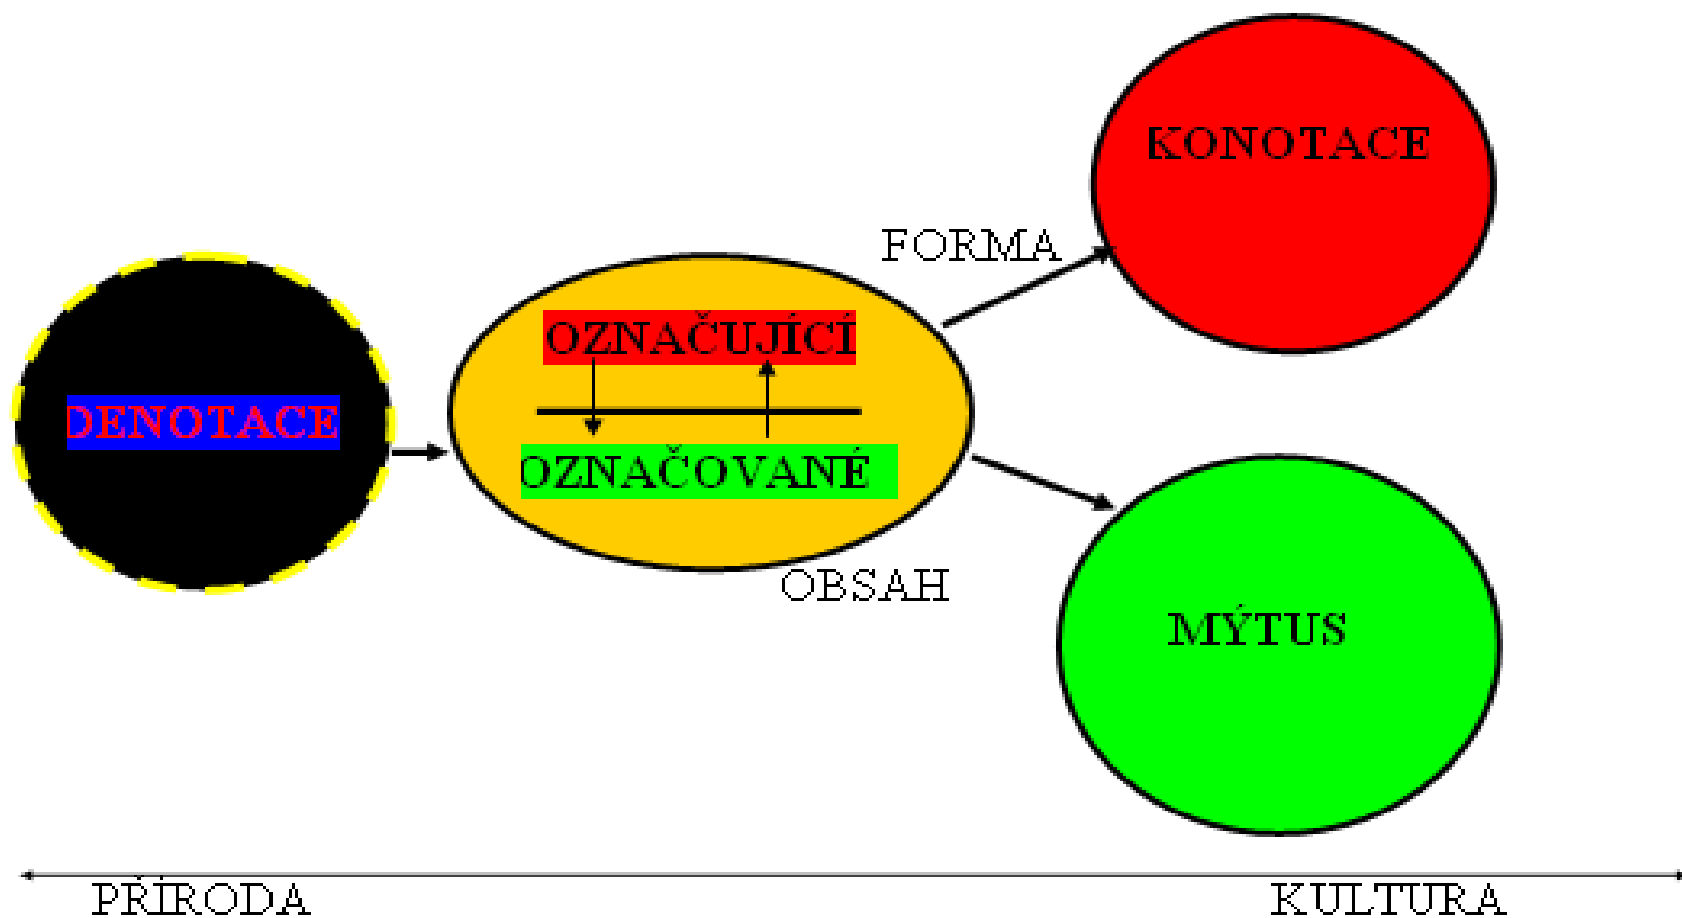 KONOTACE
FORMA
OZNAČUJÍCÍ
DENOTACE
OZNAČOVANÉ
OBSAH
MÝTUS
PŘÍRODA
KULTURA